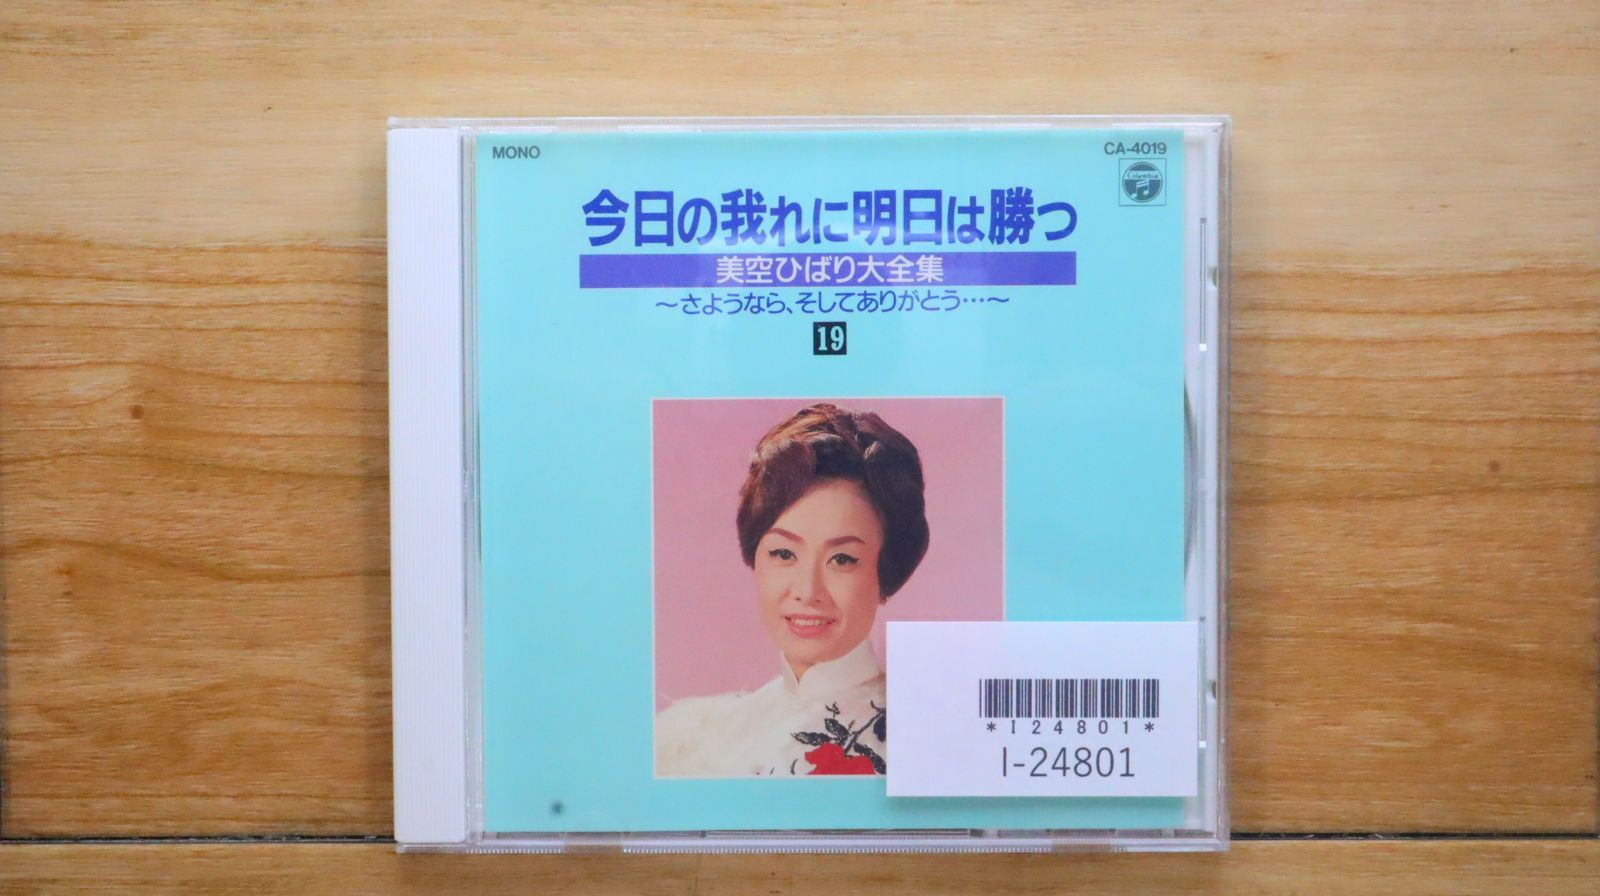 MONO
CA-4019
Columbia
今日の我れに明日は勝つ
美空ひばり大全集
〜さようなら、そしてありがとう…〜
19
*I24801*
I-24801